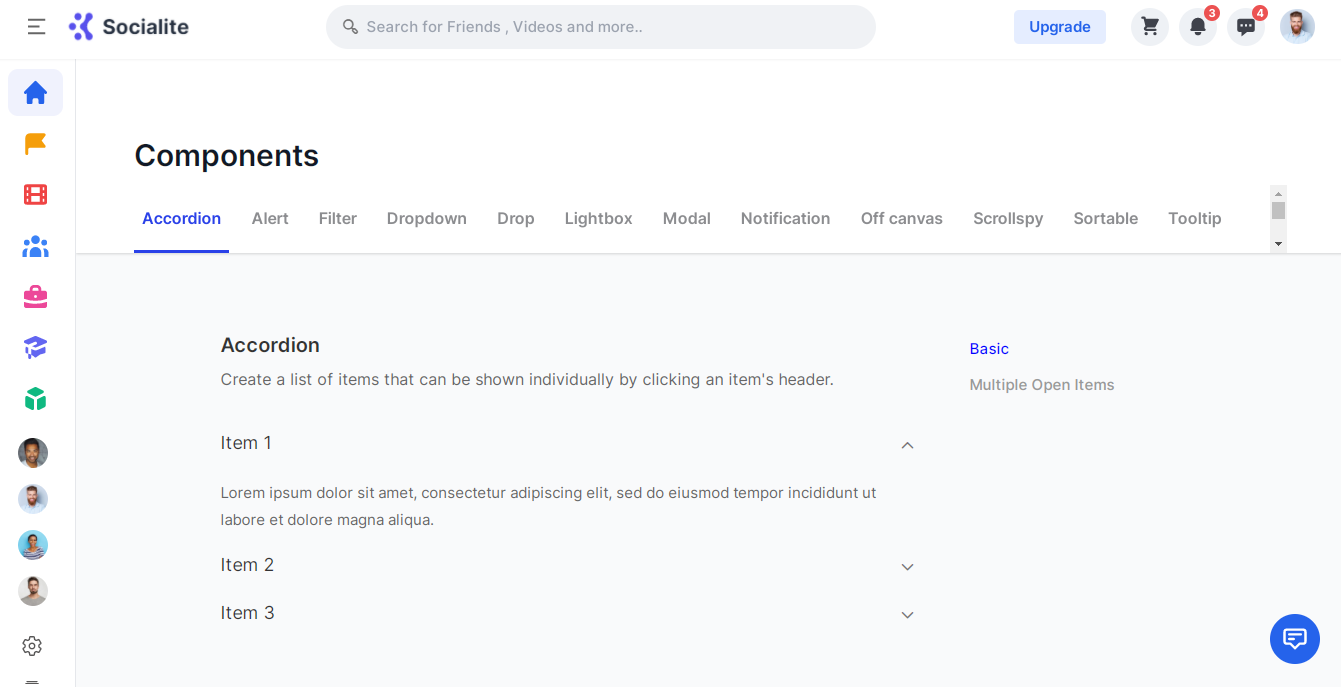 Socialite
Search for Friends , Videos and more..
Upgrade
3
4
Components
Accordion Alert Filter Dropdown Drop Lightbox Modal Notification Off canvas Scrollspy Sortable Tooltip
Accordion
Create a list of items that can be shown individually by clicking an item's header.
Item 1
Lorem ipsum dolor sit amet, consectetur adipiscing elit, sed do eiusmod tempor incididunt ut
labore et dolore magna aliqua.
Item 2
Item 3
Basic
Multiple Open Items